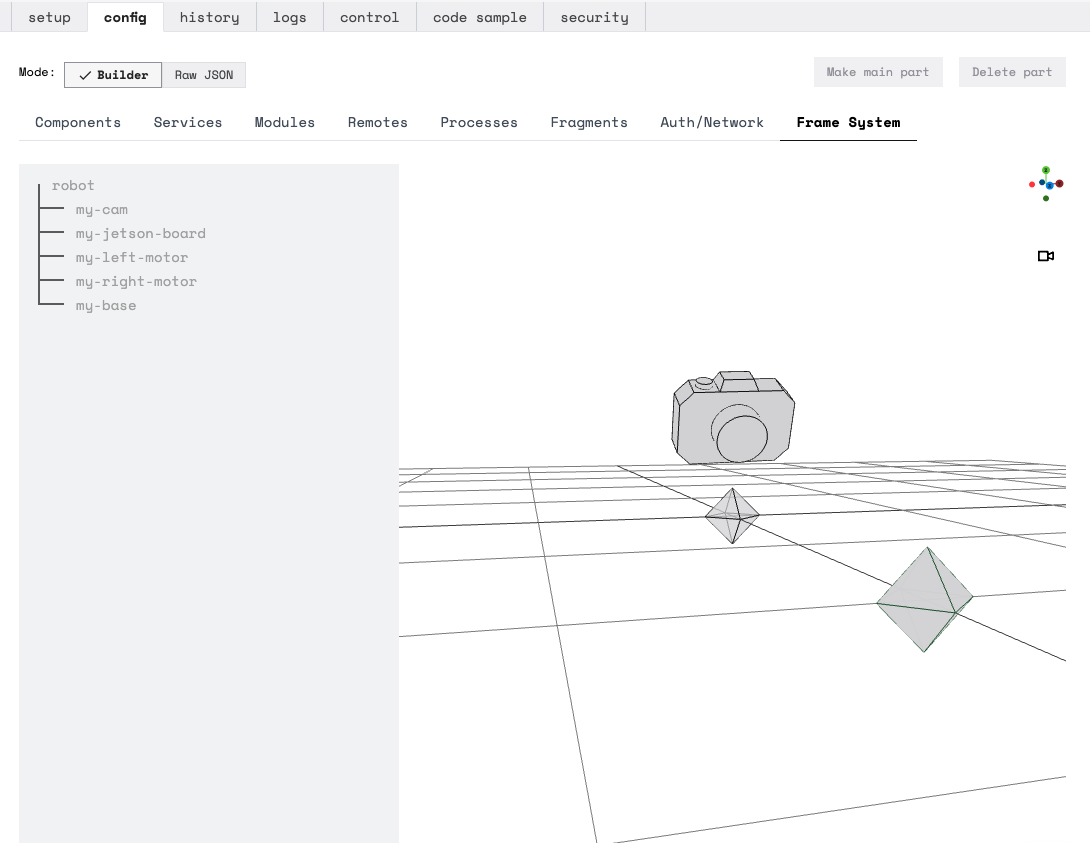 setup config history logs control code sample security
Mode: Builder Raw JSON Make main part Delete part
Components Services Modules Remotes Processes Fragments Auth/Network Frame System
robot
my-cam
my-jetson-board
my-left-motor
my-right-motor
my-base